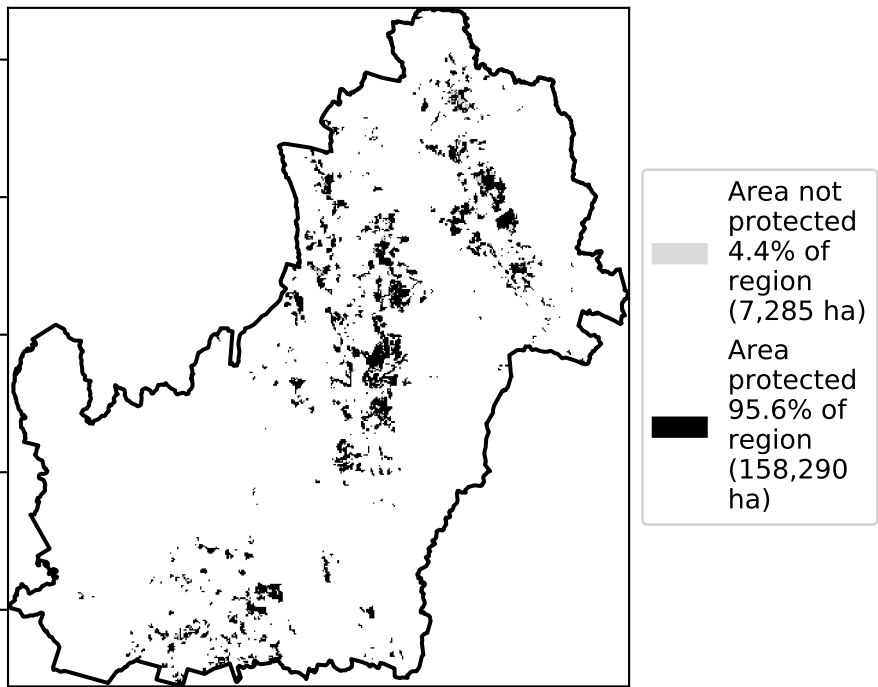 Area not
protected
4.4% of
region
(7,285 ha)
Area
protected
95.6% of
region
(158,290
ha)